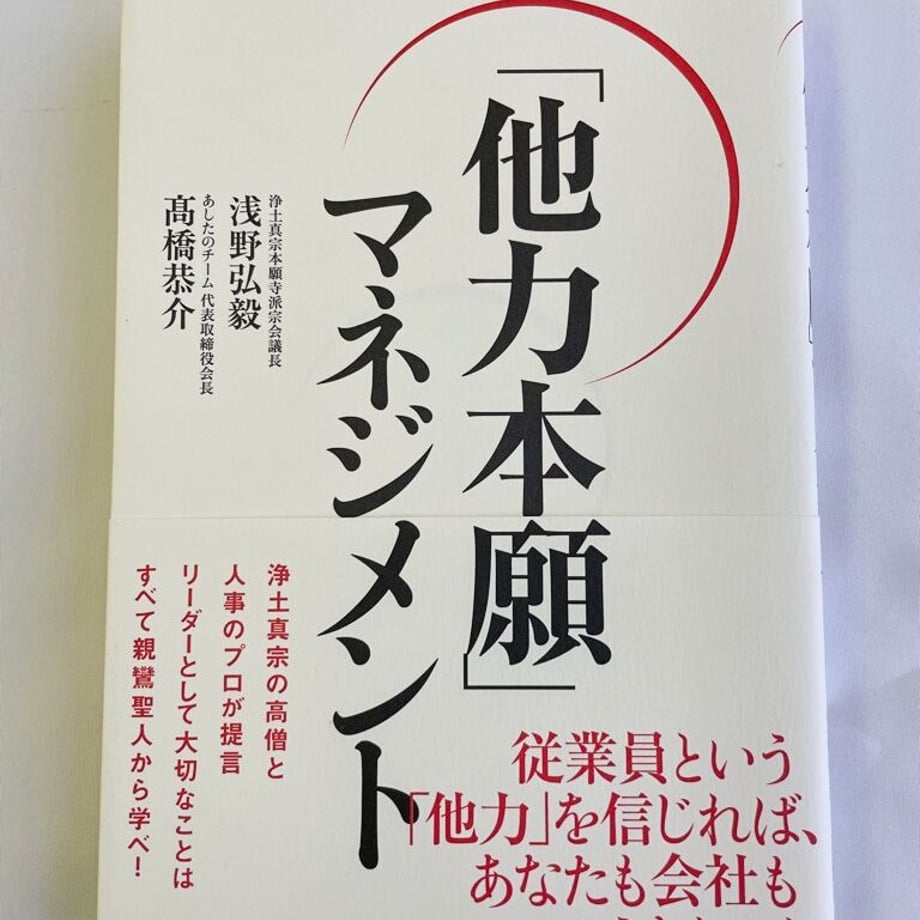 「他力本願」
マネジメント
浄土真宗本願寺派宗会議長
浅野弘毅
あしたのチーム 代表取締役会長
髙橋恭介
従業員という
「他力」を信じれば、
あなたも会社も
浄土真宗の高僧と
人事のプロが提言
リーダーとして大切なことは
すべて親鸞聖人から学べ！